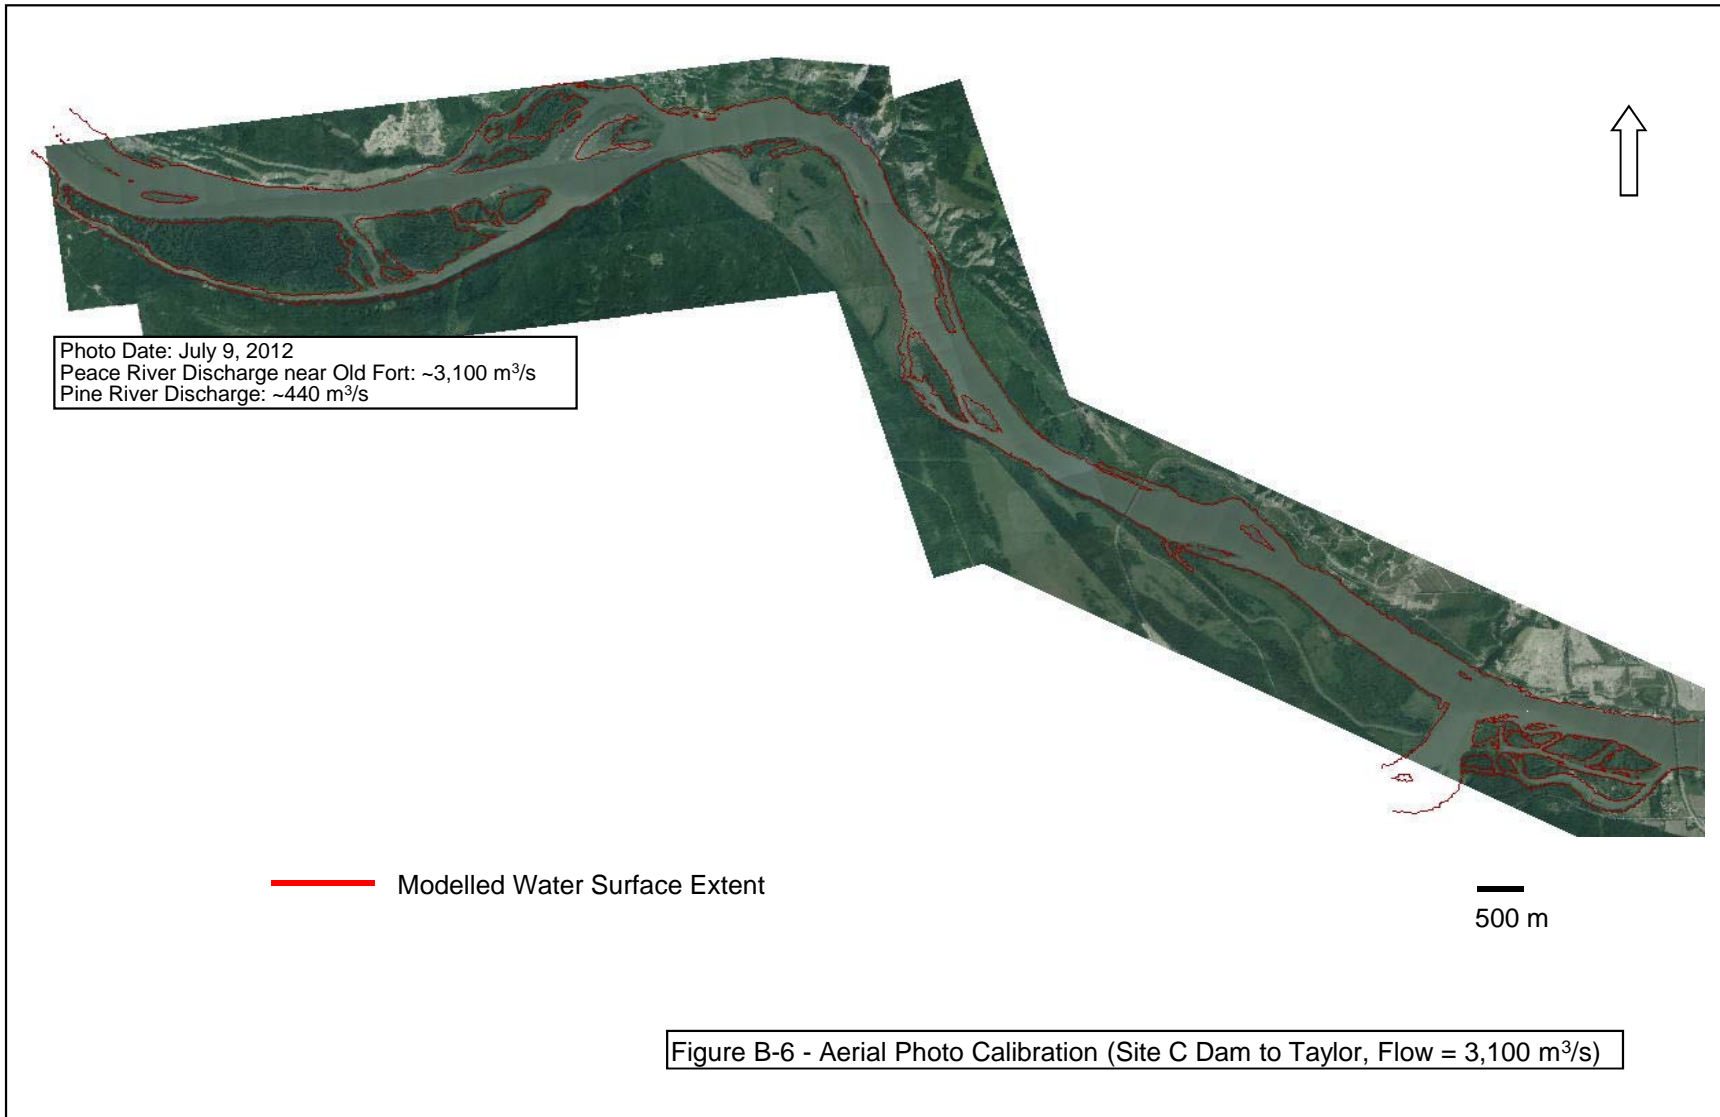 Photo Date: July 9, 2012
Peace River Discharge near Old Fort: ~3,100 m³/s
Pine River Discharge: ~440 m³/s
Modelled Water Surface Extent
500 m
Figure B-6 - Aerial Photo Calibration (Site C Dam to Taylor, Flow = 3,100 m³/s)